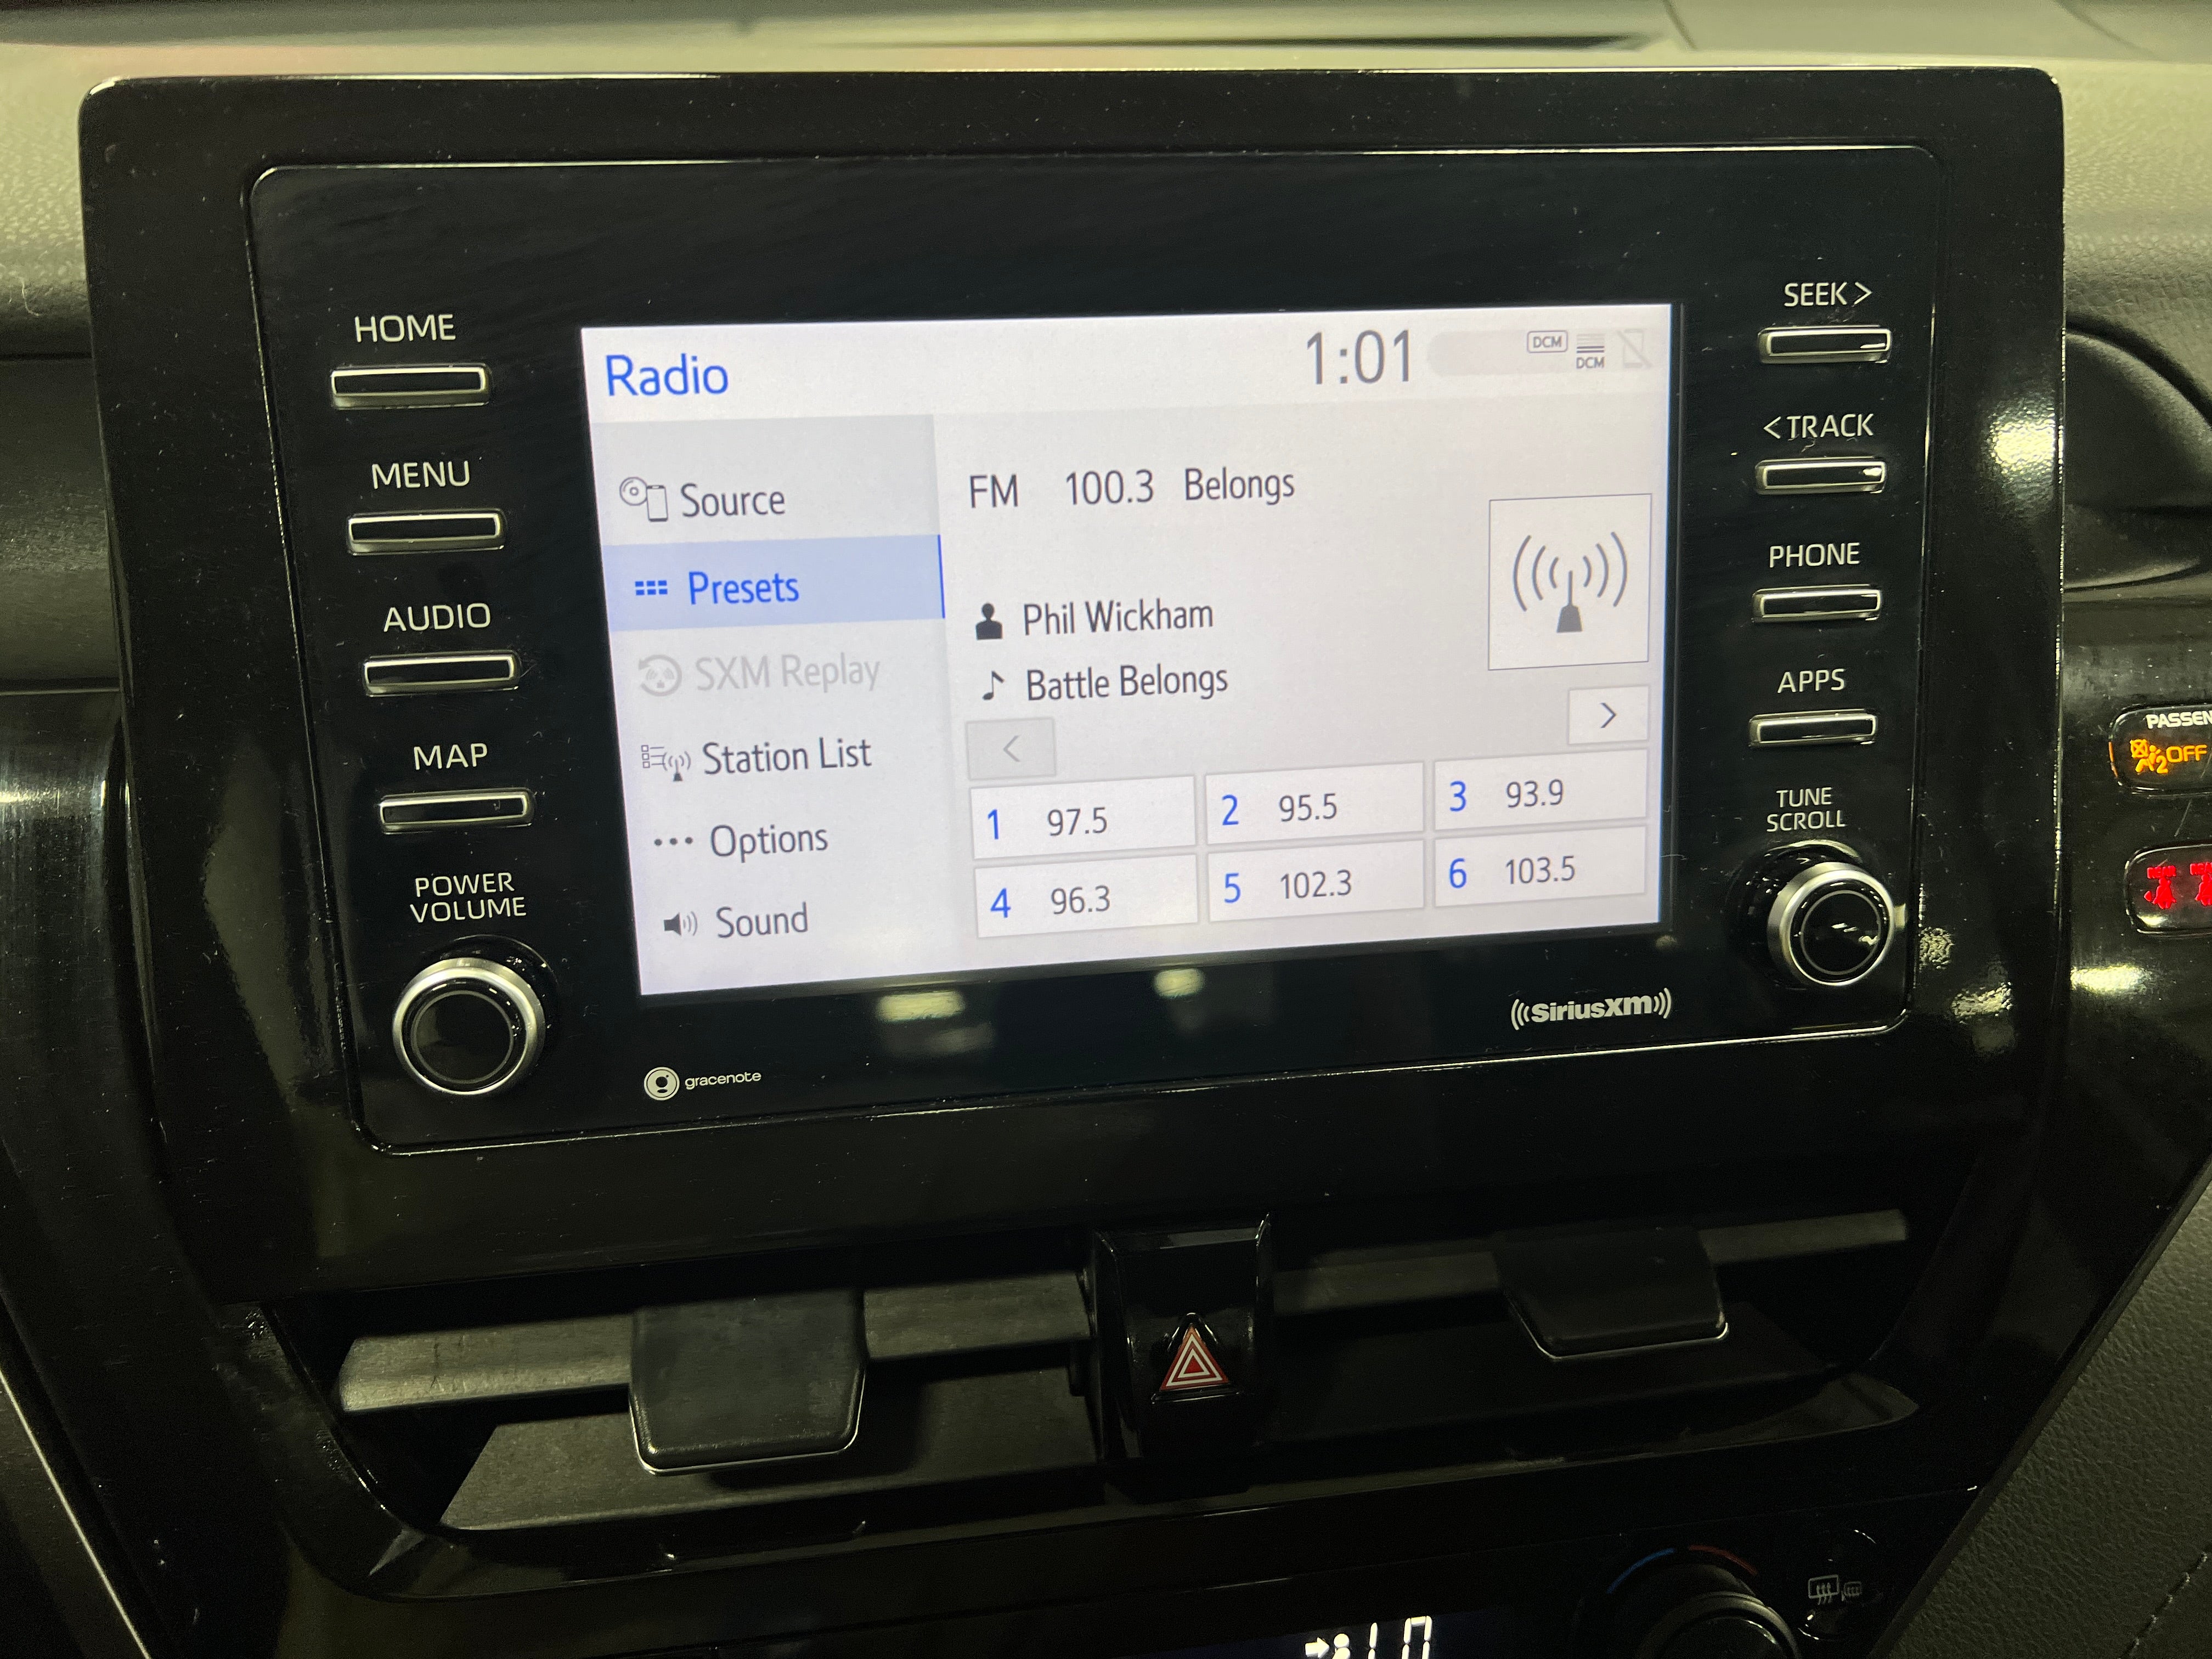 HOME
MENU
AUDIO
MAP
POWER
VOLUME
Radio
1:01
DCM
DCM
Source
Presets
SXM Replay
Station List
Options
Sound
FM 100.3 Belongs
Phil Wickham
Battle Belongs
<
>
1 97.5
2 95.5
3 93.9
4 96.3
5 102.3
6 103.5
SEEK >
< TRACK
PHONE
APPS
TUNE
SCROLL
gracenote
((SiriusXM))
2 OFF